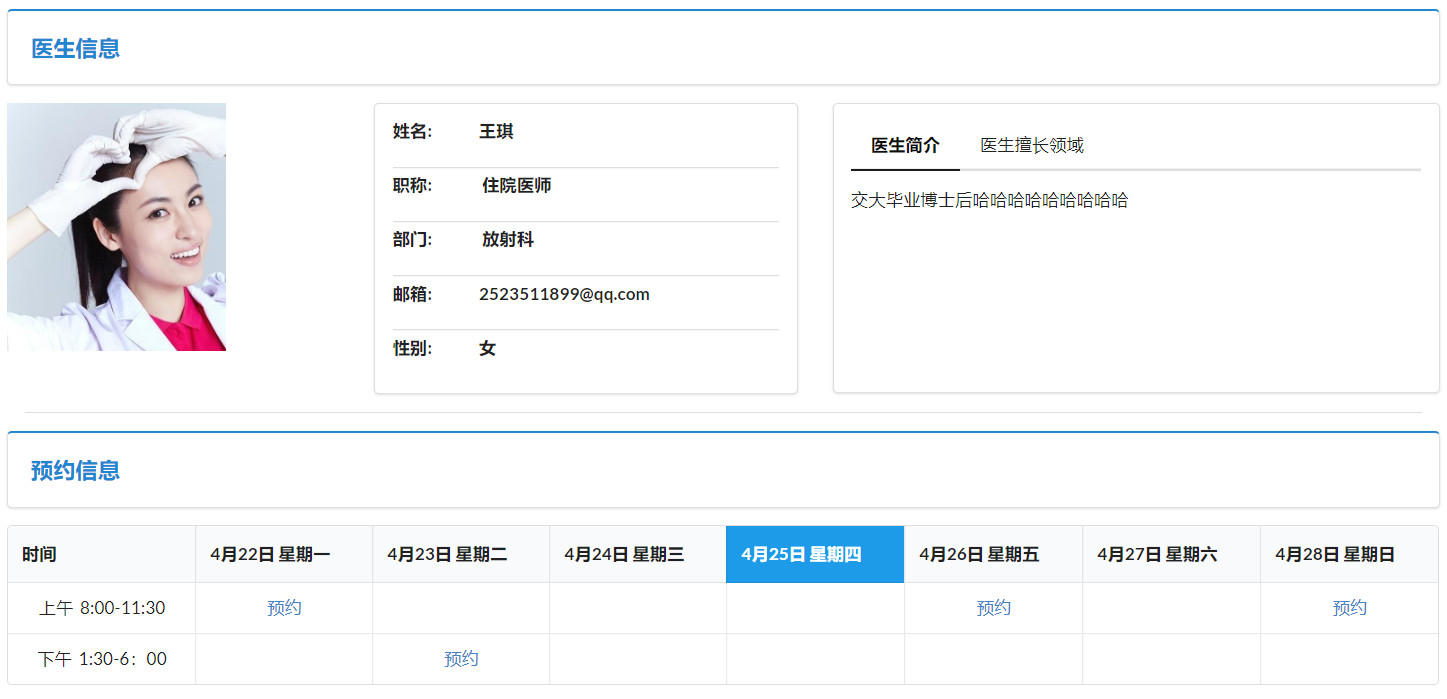 医生信息
姓名: 王琪
职称: 住院医师
部门: 放射科
邮箱: 2523511899@qq.com
性别: 女
医生简介 医生擅长领域
交大毕业博士后哈哈哈哈哈哈哈哈哈
预约信息
时间 4月22日 星期一 4月23日 星期二 4月24日 星期三 4月25日 星期四 4月26日 星期五 4月27日 星期六 4月28日 星期日
上午 8:00-11:30 预约 预约 预约
下午 1:30-6：00 预约